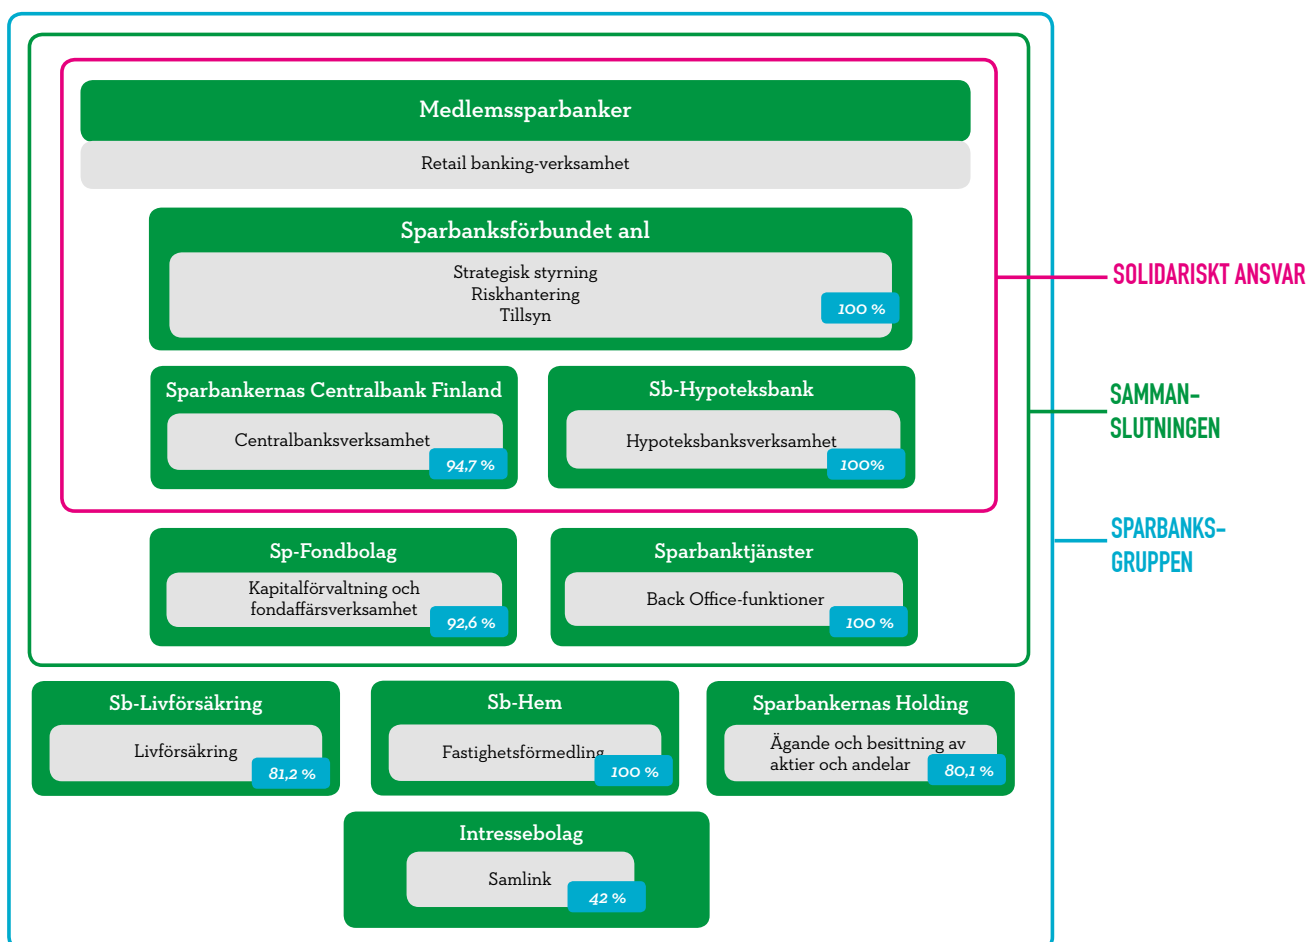 Medlemssparbanker
Retail banking-verksamhet
Sparbanksförbundet anl
Strategisk styrning
Riskhantering
Tillsyn
100 %
SOLIDARISKT ANSVAR
Sparbankernas Centralbank Finland
Centralbanksverksamhet
94,7 %
Sb-Hypoteksbank
Hypoteksbanksverksamhet
100%
SAMMAN-
SLUTNINGEN
Sp-Fondbolag
Kapitalförvaltning och
fondaffärsverksamhet
92,6 %
Sparbanktjänster
Back Office-funktioner
100 %
SPARBANKS-
GRUPPEN
Sb-Livförsäkring
Livförsäkring
81,2 %
Sb-Hem
Fastighetsförmedling
100 %
Sparbankernas Holding
Ägande och besittning av
aktier och andelar
80,1 %
Intressebolag
Samlink
42 %